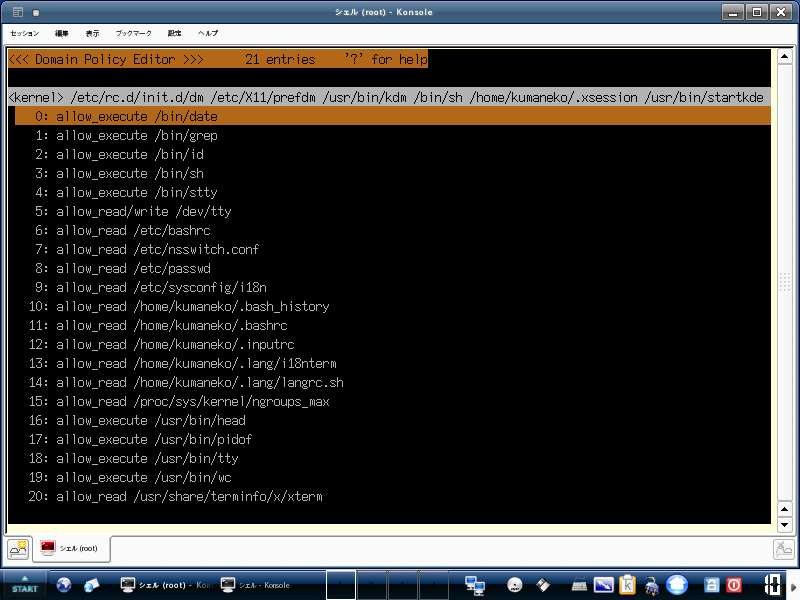 シェル (root) - Konsole
セッション 編集 表示 ブックマーク 設定 ヘルプ
<<< Domain Policy Editor >>> 21 entries '?' for help
<kernel> /etc/rc.d/init.d/dm /etc/X11/prefdm /usr/bin/kdm /bin/sh /home/kumaneko/.xsession /usr/bin/startkde
0: allow_execute /bin/date
1: allow_execute /bin/grep
2: allow_execute /bin/id
3: allow_execute /bin/sh
4: allow_execute /bin/stty
5: allow_read/write /dev/tty
6: allow_read /etc/bashrc
7: allow_read /etc/nsswitch.conf
8: allow_read /etc/passwd
9: allow_read /etc/sysconfig/i18n
10: allow_read /home/kumaneko/.bash_history
11: allow_read /home/kumaneko/.bashrc
12: allow_read /home/kumaneko/.inputrc
13: allow_read /home/kumaneko/.lang/i18nterm
14: allow_read /home/kumaneko/.lang/langrc.sh
15: allow_read /proc/sys/kernel/ngroups_max
16: allow_execute /usr/bin/head
17: allow_execute /usr/bin/pidof
18: allow_execute /usr/bin/tty
19: allow_execute /usr/bin/wc
20: allow_read /usr/share/terminfo/x/xterm
シェル (root)
START シェル (root) - Kon シェル - Konsole